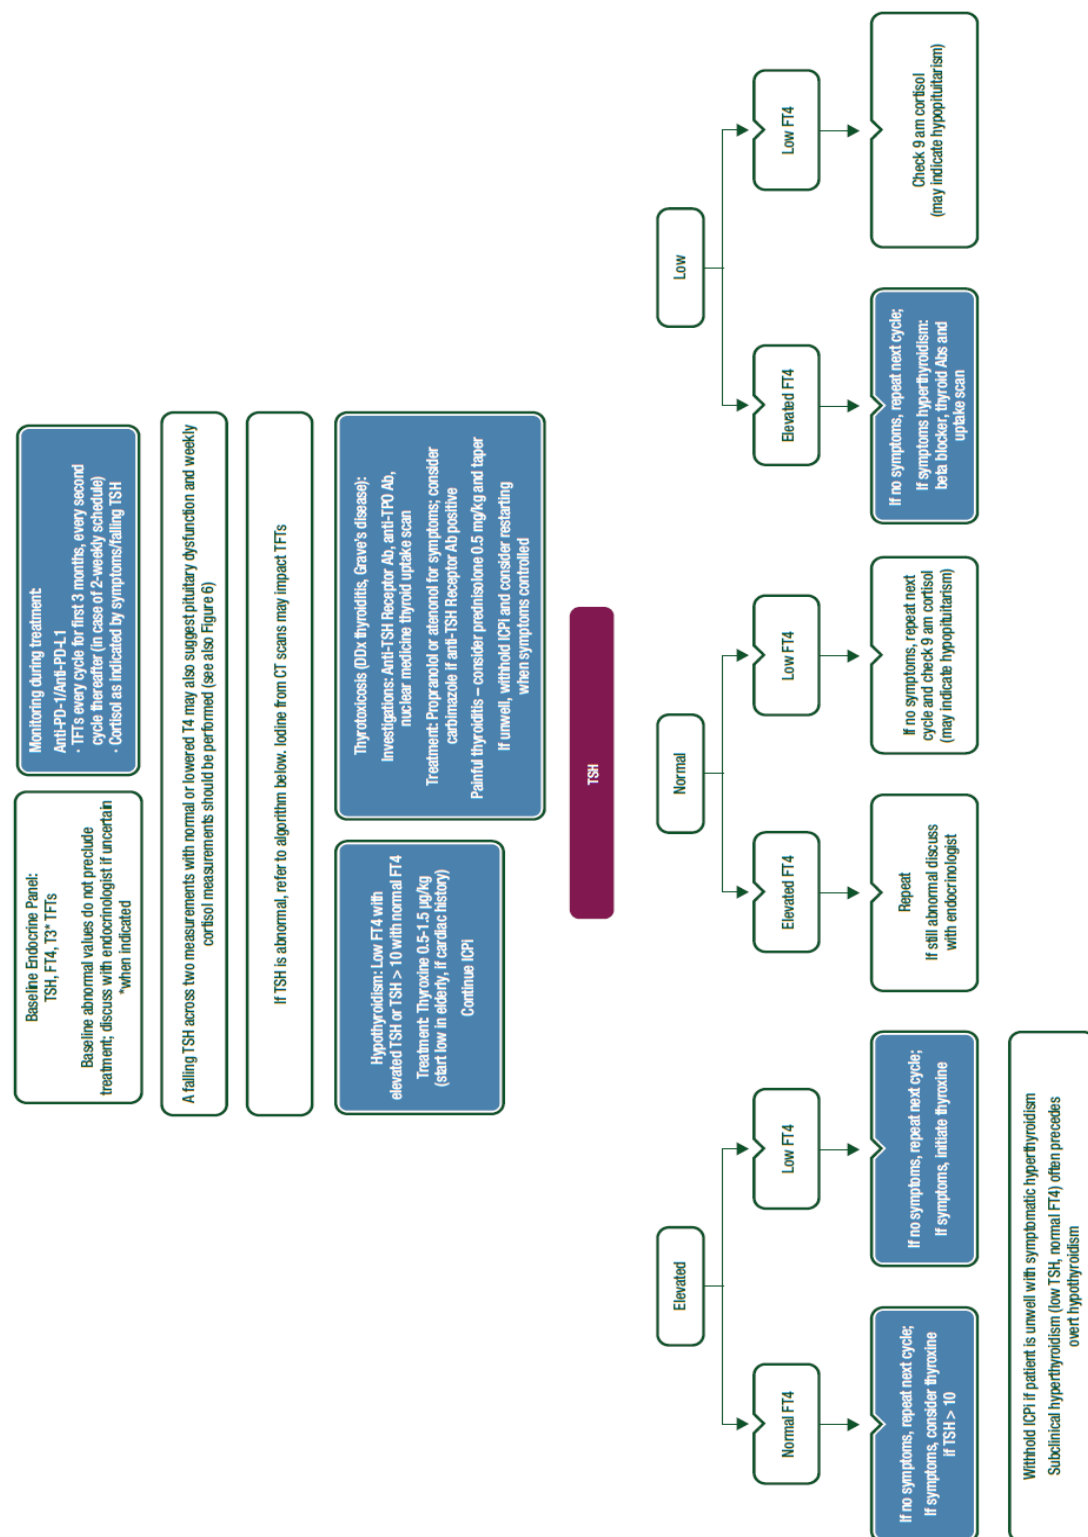 Baseline Endocrine Panel:
TSH, FT4, T3* TFTs
Baseline abnormal values do not preclude
treatment; discuss with endocrinologist if uncertain
*when indicated
Monitoring during treatment:
Anti-PD-1/Anti-PD-L1
· TFTs every cycle for first 3 months, every second
cycle thereafter (in case of 2-weekly schedule)
· Cortisol as indicated by symptoms/falling TSH
A falling TSH across two measurements with normal or lowered T4 may also suggest pituitary dysfunction and weekly
cortisol measurements should be performed (see also Figure 6)
If TSH is abnormal, refer to algorithm below. Iodine from CT scans may impact TFTs
Hypothyroidism: Low FT4 with
elevated TSH or TSH > 10 with normal FT4
Treatment: Thyroxine 0.5-1.5 µg/kg
(start low in elderly, if cardiac history)
Continue ICPi
Thyrotoxicosis (DDx thyroiditis, Grave's disease):
Investigations: Anti-TSH Receptor Ab, anti-TPO Ab,
nuclear medicine thyroid uptake scan
Treatment: Propranolol or atenonol for symptoms; consider
carbimazole if anti-TSH Receptor Ab positive
Painful thyroiditis – consider prednisolone 0.5 mg/kg and taper
If unwell, withhold ICPi and consider restarting
when symptoms controlled
TSH
Elevated
Normal
Low
Normal FT4
Low FT4
Elevated FT4
Low FT4
Elevated FT4
Low FT4
If no symptoms, repeat next cycle;
If symptoms, consider thyroxine
if TSH > 10
If no symptoms, repeat next cycle;
If symptoms, initiate thyroxine
Repeat
If still abnormal discuss
with endocrinologist
If no symptoms, repeat next
cycle and check 9 am cortisol
(may indicate hypopituitarism)
If no symptoms, repeat next cycle;
If symptoms hyperthyroidism:
beta blocker, thyroid Abs and
uptake scan
Check 9 am cortisol
(may indicate hypopituitarism)
Withhold ICPi if patient is unwell with symptomatic hyperthyroidism
Subclinical hyperthyroidism (low TSH, normal FT4) often precedes
overt hypothyroidism